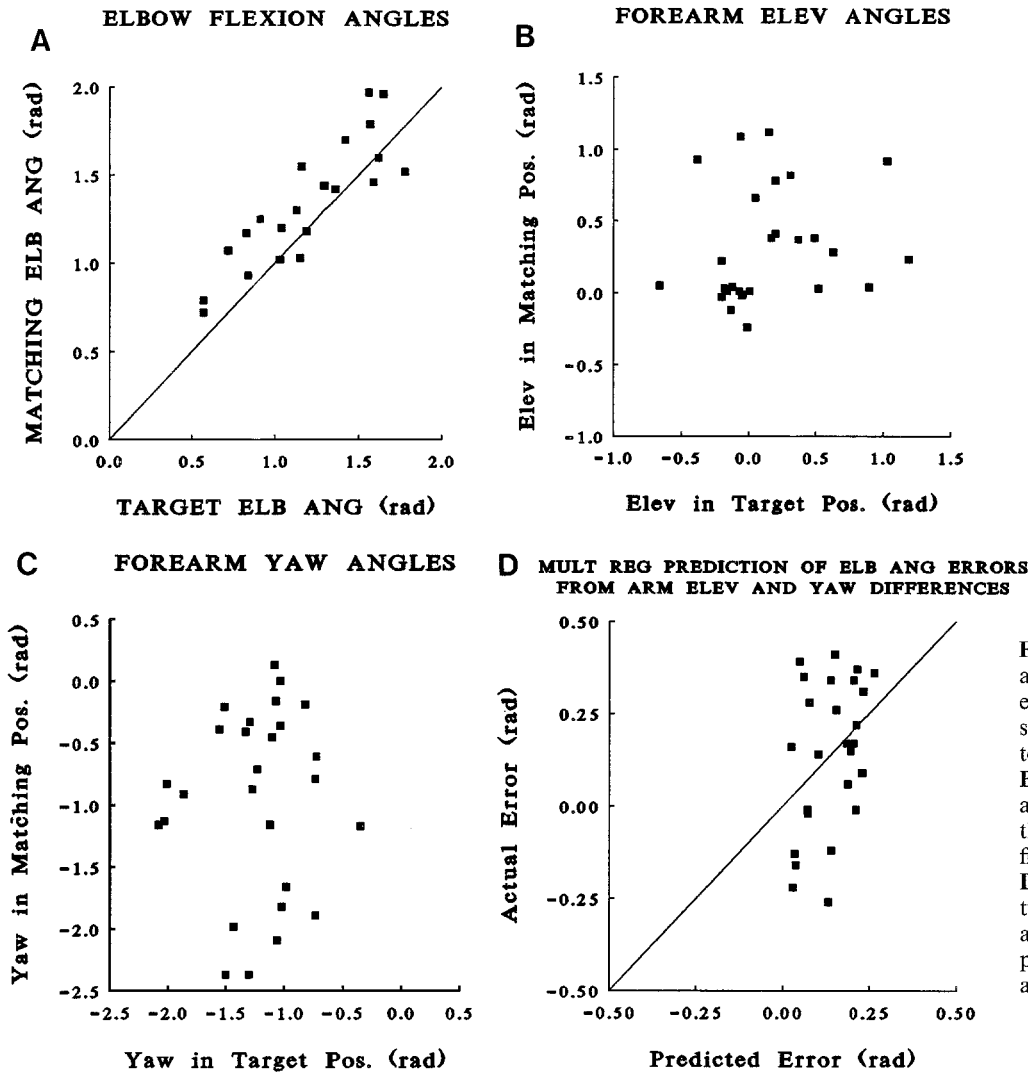 A
ELBOW FLEXION ANGLES
MATCHING ELB ANG (rad)
2.0
1.5
1.0
0.5
0.0
0.0 0.5 1.0 1.5 2.0
TARGET ELB ANG (rad)
B
FOREARM ELEV ANGLES
Elev in Matching Pos. (rad)
1.5
1.0
0.5
0.0
-0.5
-1.0
-1.0 -0.5 0.0 0.5 1.0 1.5
Elev in Target Pos. (rad)
C
FOREARM YAW ANGLES
Yaw in Matching Pos. (rad)
0.5
0.0
-0.5
-1.0
-1.5
-2.0
-2.5
-2.5 -2.0 -1.5 -1.0 -0.5 0.0 0.5
Yaw in Target Pos. (rad)
D
MULT REG PREDICTION OF ELB ANG ERRORS
FROM ARM ELEV AND YAW DIFFERENCES
Actual Error (rad)
0.50
0.25
0.00
-0.25
-0.50
-0.50 -0.25 0.00 0.25 0.50
Predicted Error (rad)